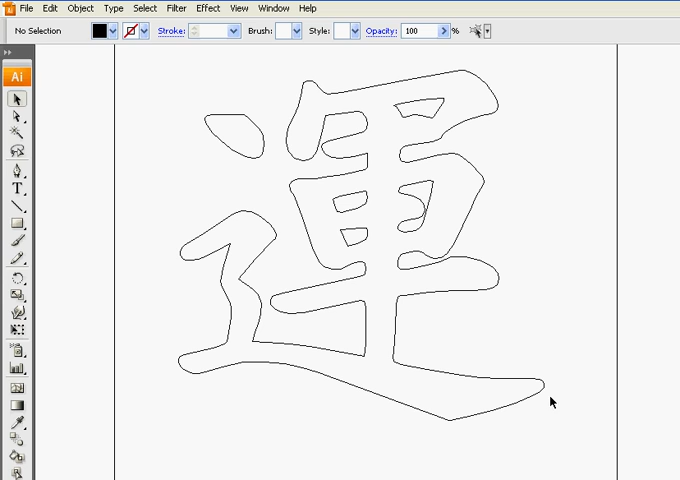 File Edit Object Type Select Filter Effect View Window Help
No Selection Stroke: Brush: Style: Opacity: 100 %
Ai
T
運